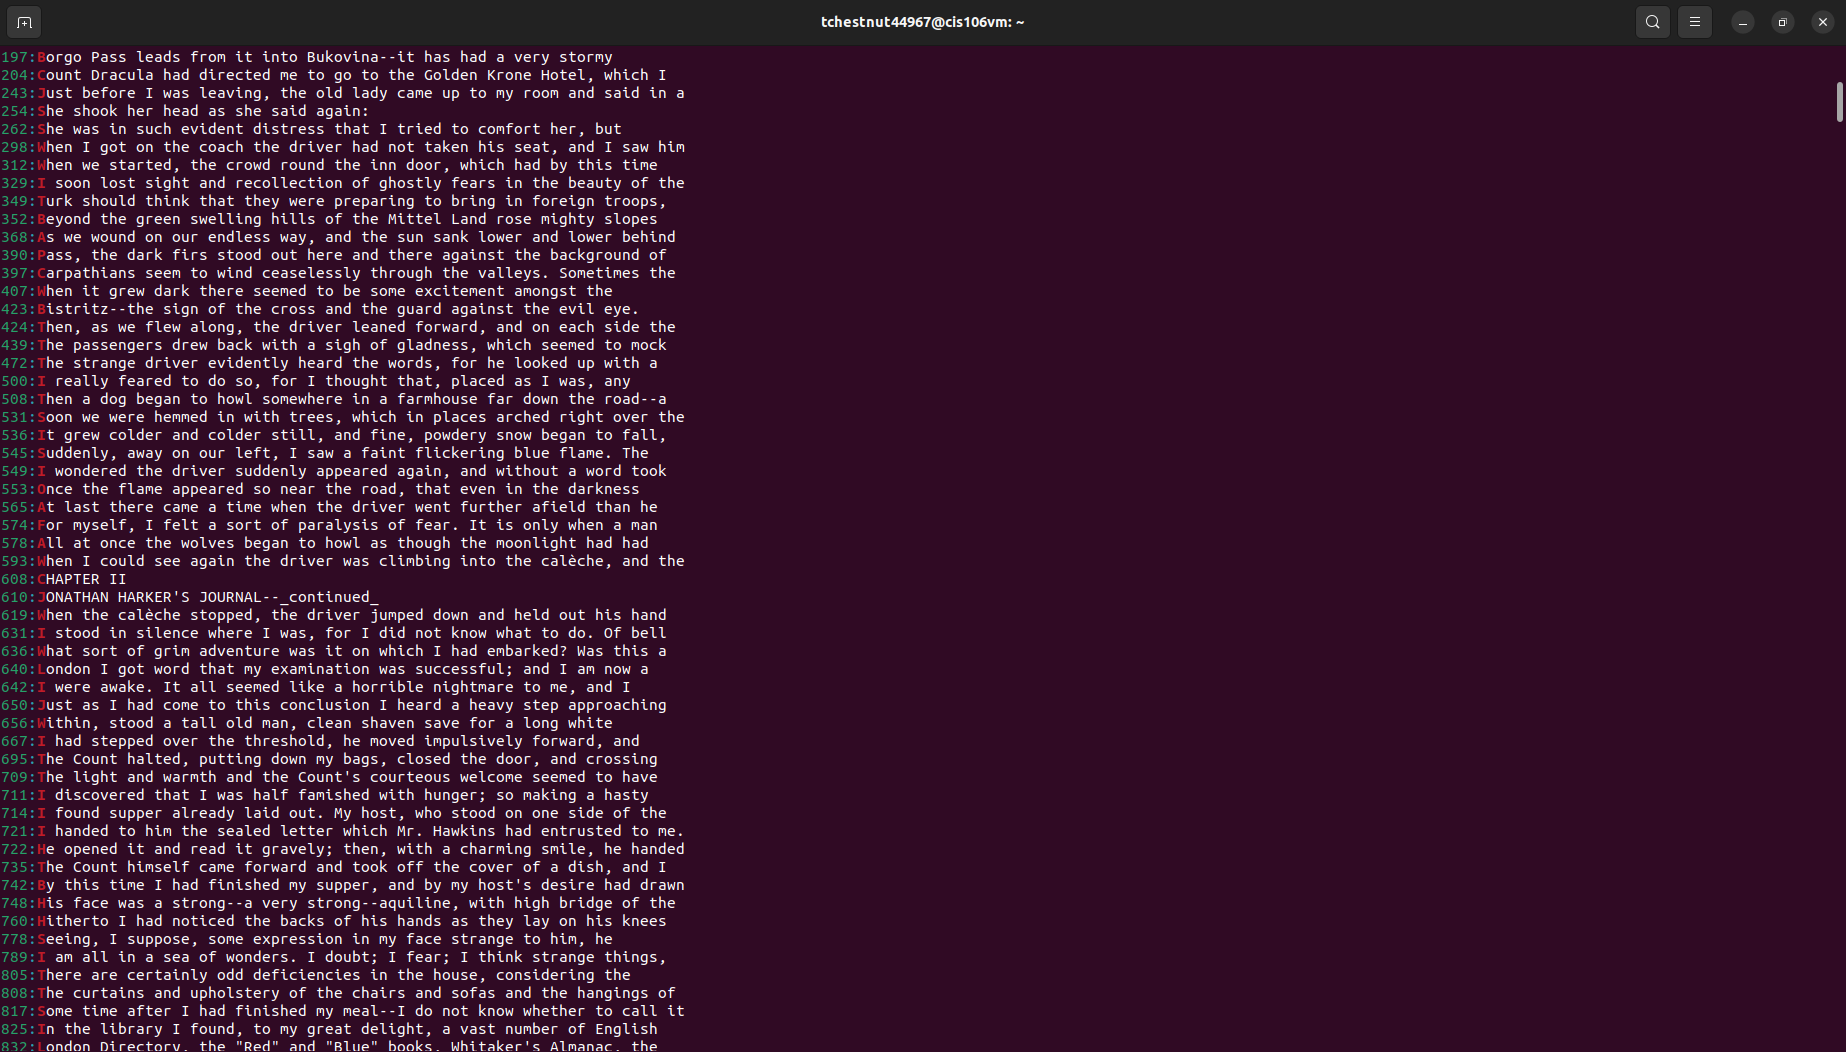 tchestnut44967@cis106vm: ~
197:Borgo Pass leads from it into Bukovina--it has had a very stormy
204:Count Dracula had directed me to go to the Golden Krone Hotel, which I
243:Just before I was leaving, the old lady came up to my room and said in a
254:She shook her head as she said again:
262:She was in such evident distress that I tried to comfort her, but
298:When I got on the coach the driver had not taken his seat, and I saw him
312:When we started, the crowd round the inn door, which had by this time
329:I soon lost sight and recollection of ghostly fears in the beauty of the
349:Turk should think that they were preparing to bring in foreign troops,
352:Beyond the green swelling hills of the Mittel Land rose mighty slopes
368:As we wound on our endless way, and the sun sank lower and lower behind
390:Pass, the dark firs stood out here and there against the background of
397:Carpathians seem to wind ceaselessly through the valleys. Sometimes the
407:When it grew dark there seemed to be some excitement amongst the
423:Bistritz--the sign of the cross and the guard against the evil eye.
424:Then, as we flew along, the driver leaned forward, and on each side the
439:The passengers drew back with a sigh of gladness, which seemed to mock
472:The strange driver evidently heard the words, for he looked up with a
500:I really feared to do so, for I thought that, placed as I was, any
508:Then a dog began to howl somewhere in a farmhouse far down the road--a
531:Soon we were hemmed in with trees, which in places arched right over the
536:It grew colder and colder still, and fine, powdery snow began to fall,
545:Suddenly, away on our left, I saw a faint flickering blue flame. The
549:I wondered the driver suddenly appeared again, and without a word took
553:Once the flame appeared so near the road, that even in the darkness
565:At last there came a time when the driver went further afield than he
574:For myself, I felt a sort of paralysis of fear. It is only when a man
578:All at once the wolves began to howl as though the moonlight had had
593:When I could see again the driver was climbing into the calèche, and the
608:CHAPTER II
610:JONATHAN HARKER'S JOURNAL--_continued_
619:When the calèche stopped, the driver jumped down and held out his hand
631:I stood in silence where I was, for I did not know what to do. Of bell
636:What sort of grim adventure was it on which I had embarked? Was this a
640:London I got word that my examination was successful; and I am now a
642:I were awake. It all seemed like a horrible nightmare to me, and I
650:Just as I had come to this conclusion I heard a heavy step approaching
656:Within, stood a tall old man, clean shaven save for a long white
667:I had stepped over the threshold, he moved impulsively forward, and
695:The Count halted, putting down my bags, closed the door, and crossing
709:The light and warmth and the Count's courteous welcome seemed to have
711:I discovered that I was half famished with hunger; so making a hasty
714:I found supper already laid out. My host, who stood on one side of the
721:I handed to him the sealed letter which Mr. Hawkins had entrusted to me.
722:He opened it and read it gravely; then, with a charming smile, he handed
735:The Count himself came forward and took off the cover of a dish, and I
742:By this time I had finished my supper, and by my host's desire had drawn
748:His face was a strong--a very strong--aquiline, with high bridge of the
760:Hitherto I had noticed the backs of his hands as they lay on his knees
778:Seeing, I suppose, some expression in my face strange to him, he
789:I am all in a sea of wonders. I doubt; I fear; I think strange things,
805:There are certainly odd deficiencies in the house, considering the
808:The curtains and upholstery of the chairs and sofas and the hangings of
817:Some time after I had finished my meal--I do not know whether to call it
825:In the library I found, to my great delight, a vast number of English
832:London Directory, the "Red" and "Blue" books, Whitaker's Almanac, the